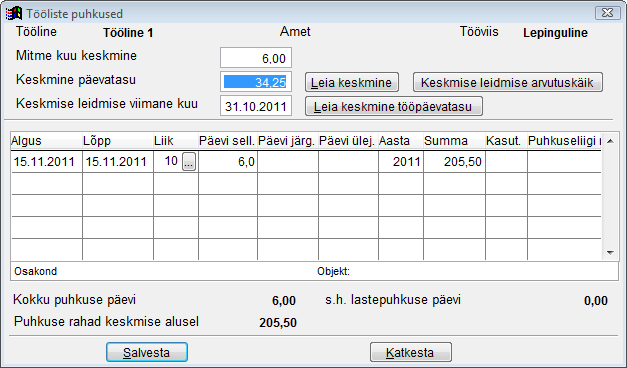 Tööliste puhkused
Tööline Tööline 1 Amet Tööviis Lepinguline
Mitme kuu keskmine 6,00
Keskmine päevatasu 34,25 Leia keskmine Keskmise leidmise arvutuskäik
Keskmise leidmise viimane kuu 31.10.2011 Leia keskmine tööpäevatasu
Algus Lõpp Liik Päevi sell. Päevi järg. Päevi ülej. Aasta Summa Kasut. Puhkuseliigi
15.11.2011 15.11.2011 10 ... 6,0 2011 205,50
Osakond Objekt:
Kokku puhkuse päevi 6,00 s.h. lastepuhkuse päevi 0,00
Puhkuse rahad keskmise alusel 205,50
Salvesta Katkesta